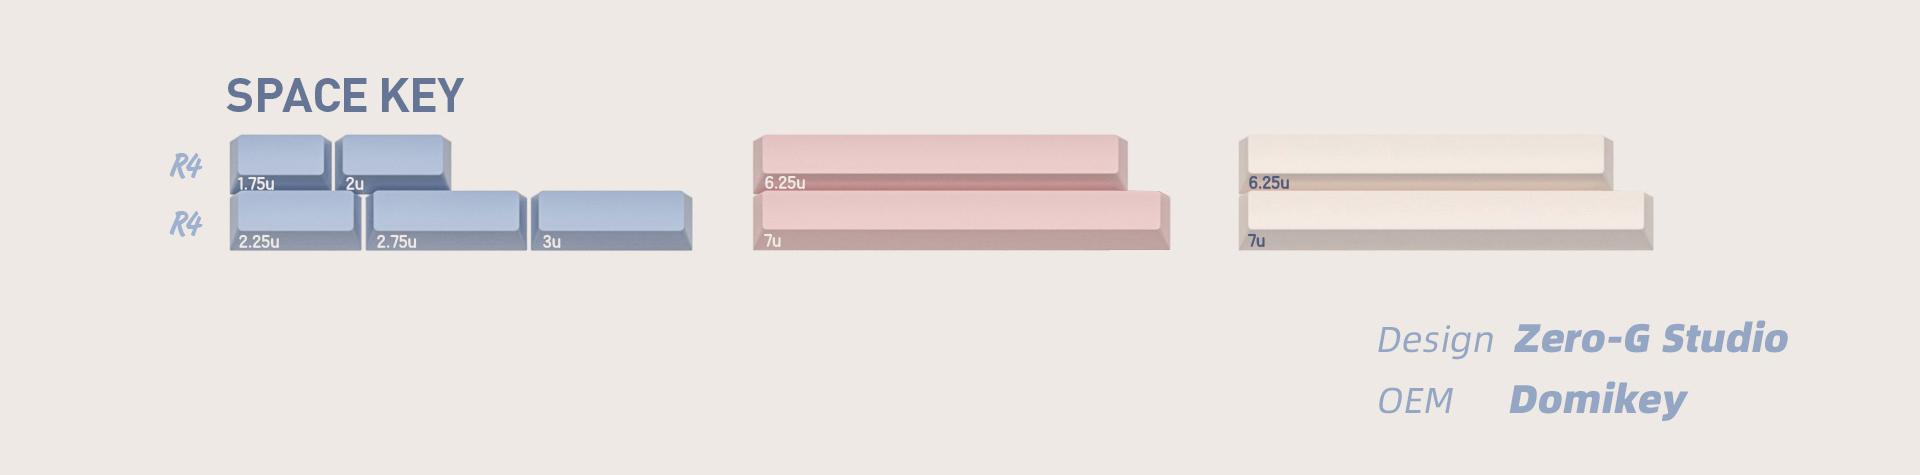 SPACE KEY
R4 1.75u 2u 6.25u 6.25u
R4 2.25u 2.75u 3u 7u 7u
Design Zero-G Studio
OEM Domikey